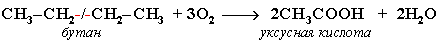 CH₃–CH₂-/-CH₂–CH₃ + 3O₂ ⟶ 2CH₃COOH + 2H₂O
бутан уксусная кислота